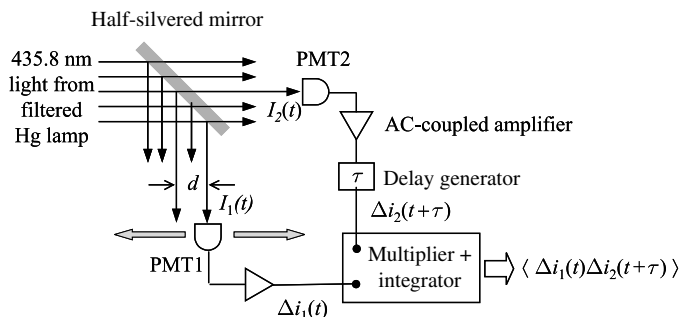 Half-silvered mirror
435.8 nm
light from
filtered
Hg lamp
PMT2
I₂(t)
AC-coupled amplifier
τ
Delay generator
d
I₁(t)
Δi₂(t+τ)
PMT1
Multiplier +
integrator
⟨ Δi₁(t)Δi₂(t+τ) ⟩
Δi₁(t)